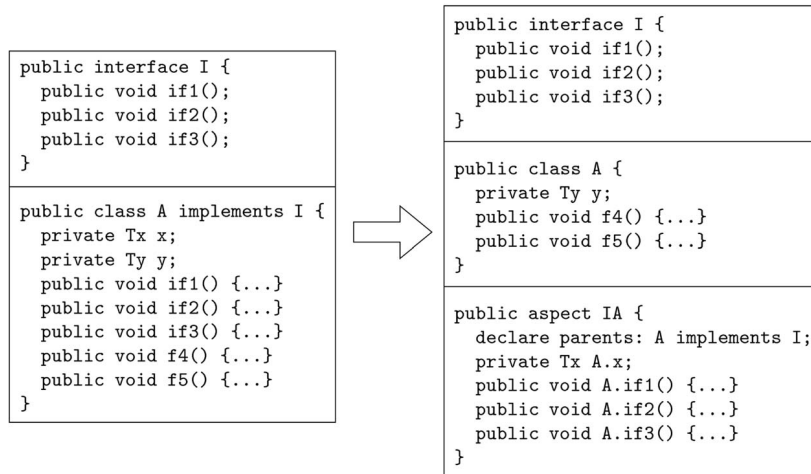 public interface I {
public void if1();
public void if2();
public void if3();
}
public class A implements I {
private Tx x;
private Ty y;
public void if1() {...}
public void if2() {...}
public void if3() {...}
public void f4() {...}
public void f5() {...}
}
public interface I {
public void if1();
public void if2();
public void if3();
}
public class A {
private Ty y;
public void f4() {...}
public void f5() {...}
}
public aspect IA {
declare parents: A implements I;
private Tx A.x;
public void A.if1() {...}
public void A.if2() {...}
public void A.if3() {...}
}